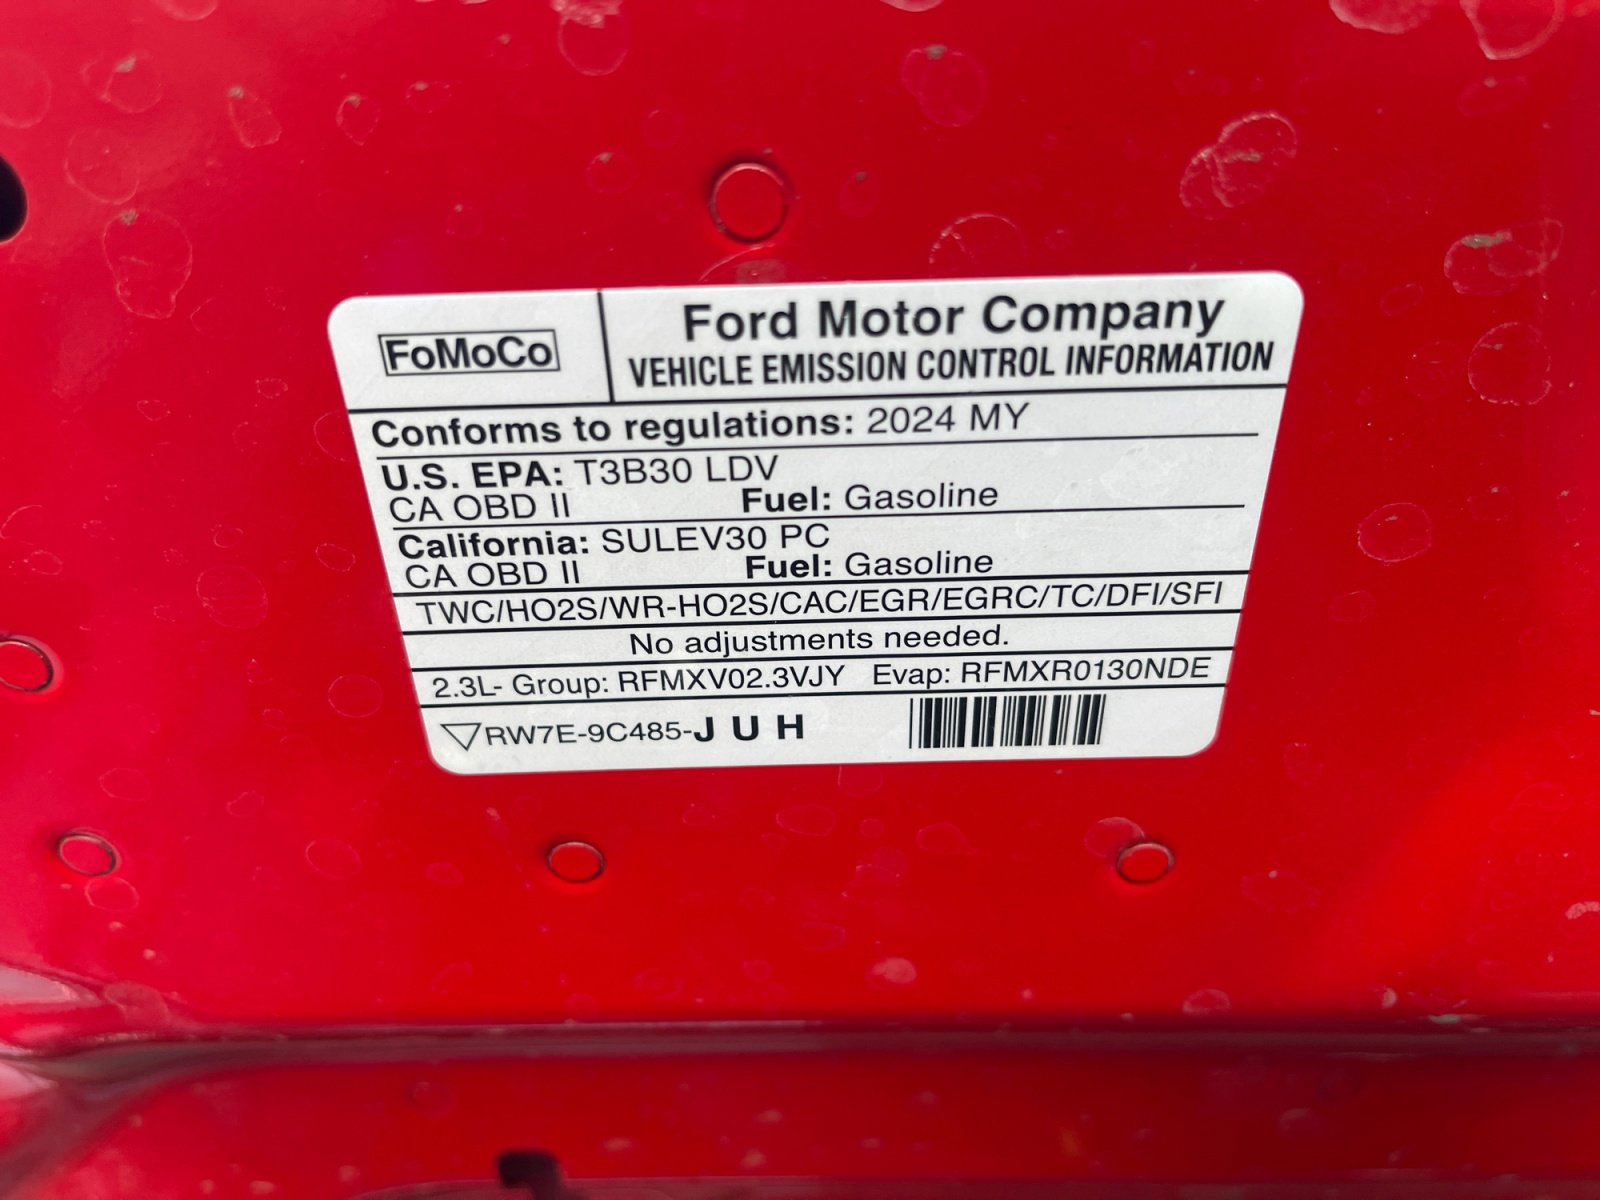 FoMoCo
Ford Motor Company
VEHICLE EMISSION CONTROL INFORMATION
Conforms to regulations: 2024 MY
U.S. EPA: T3B30 LDV
CA OBD II Fuel: Gasoline
California: SULEV30 PC
CA OBD II Fuel: Gasoline
TWC/HO2S/WR-HO2S/CAC/EGR/EGRC/TC/DFI/SFI
No adjustments needed.
2.3L- Group: RFMXV02.3VJY Evap: RFMXR0130NDE
▽RW7E-9C485-J U H